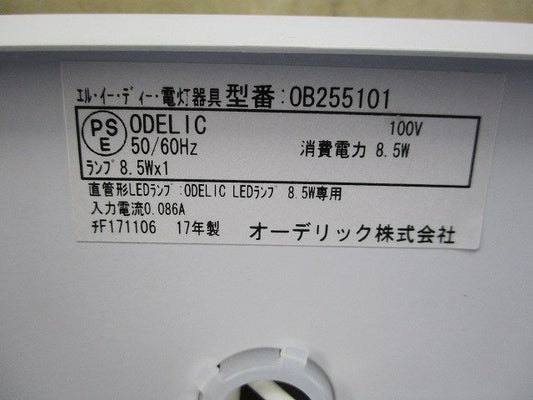 ｴﾙ･ｲｰ･ﾃﾞｨｰ･電灯器具 型番:OB255101
PS
E
ODELIC 100V
50/60Hz 消費電力 8.5W
ﾗﾝﾌﾟ 8.5W×1
直管形LEDﾗﾝﾌﾟ:ODELIC LEDﾗﾝﾌﾟ 8.5W専用
入力電流0.086A
ﾁF171106 17年製 オーデリック株式会社